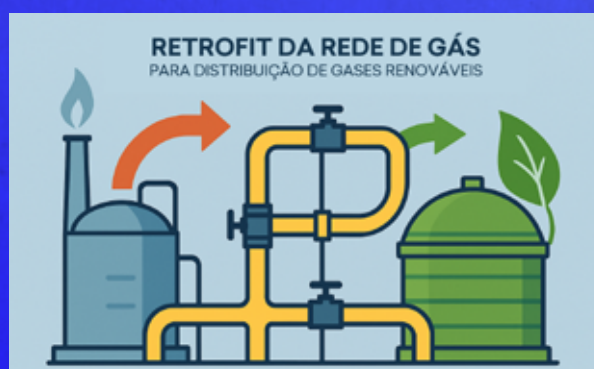 RETROFIT DA REDE DE GÁS
PARA DISTRIBUIÇÃO DE GASES RENOVÁVEIS